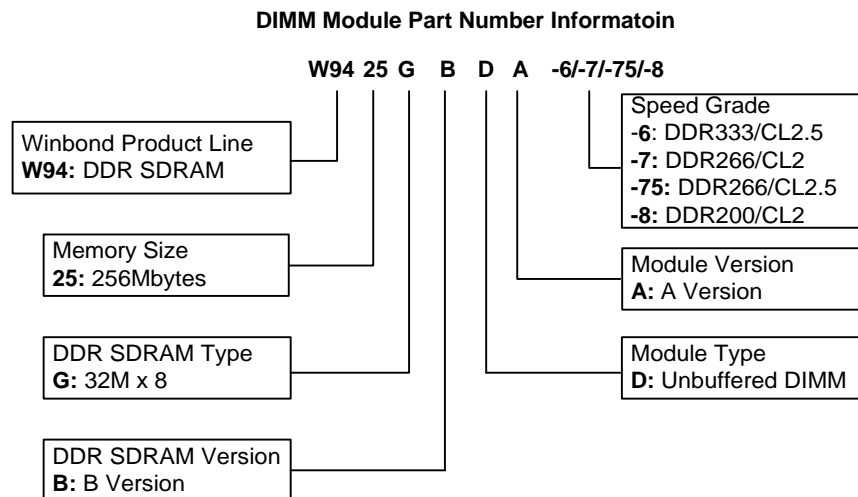 DIMM Module Part Number Informatoin
W94 25 G B D A -6/-7/-75/-8
Winbond Product Line
W94: DDR SDRAM
Memory Size
25: 256Mbytes
DDR SDRAM Type
G: 32M x 8
DDR SDRAM Version
B: B Version
Speed Grade
-6: DDR333/CL2.5
-7: DDR266/CL2
-75: DDR266/CL2.5
-8: DDR200/CL2
Module Version
A: A Version
Module Type
D: Unbuffered DIMM